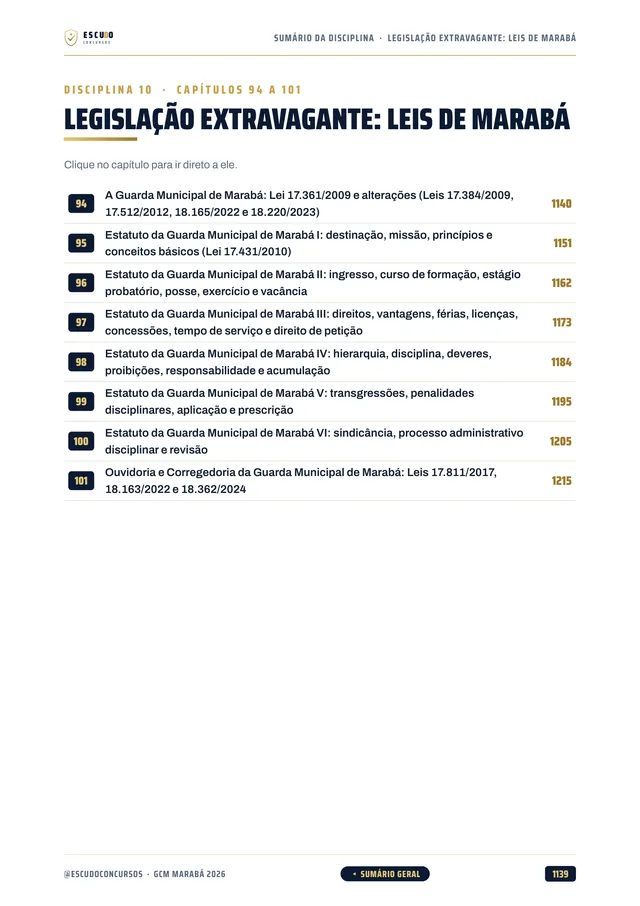 ESCUDO
CONCURSOS
SUMÁRIO DA DISCIPLINA · LEGISLAÇÃO EXTRAVAGANTE: LEIS DE MARABÁ
DISCIPLINA 10 · CAPÍTULOS 94 A 101
LEGISLAÇÃO EXTRAVAGANTE: LEIS DE MARABÁ
Clique no capítulo para ir direto a ele.
94 A Guarda Municipal de Marabá: Lei 17.361/2009 e alterações (Leis 17.384/2009, 1140
17.512/2012, 18.165/2022 e 18.220/2023)
95 Estatuto da Guarda Municipal de Marabá I: destinação, missão, princípios e 1151
conceitos básicos (Lei 17.431/2010)
96 Estatuto da Guarda Municipal de Marabá II: ingresso, curso de formação, estágio 1162
probatório, posse, exercício e vacância
97 Estatuto da Guarda Municipal de Marabá III: direitos, vantagens, férias, licenças, 1173
concessões, tempo de serviço e direito de petição
98 Estatuto da Guarda Municipal de Marabá IV: hierarquia, disciplina, deveres, 1184
proibições, responsabilidade e acumulação
99 Estatuto da Guarda Municipal de Marabá V: transgressões, penalidades 1195
disciplinares, aplicação e prescrição
100 Estatuto da Guarda Municipal de Marabá VI: sindicância, processo administrativo 1205
disciplinar e revisão
101 Ouvidoria e Corregedoria da Guarda Municipal de Marabá: Leis 17.811/2017, 1215
18.163/2022 e 18.362/2024
@ESCUDOCONCURSOS · GCM MARABÁ 2026
SUMÁRIO GERAL
1139